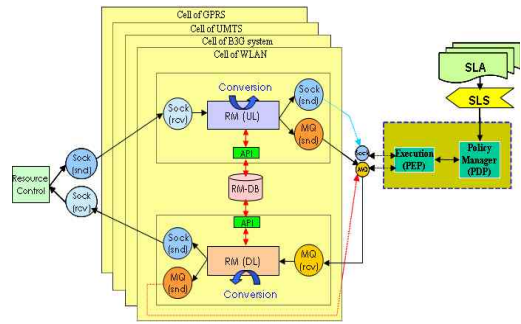 Cell of GPRS
Cell of UMTS
Cell of B3G system
Cell of WLAN
SLA
SLS
Conversion
Sock
(rcv)
RM (UL)
Sock
(snd)
MQ
(snd)
API
RM-DB
API
Resource
Control
Sock
(snd)
Sock
(rcv)
MQ
Execution
(PEP)
Policy
Manager
(PDP)
Sock
(snd)
MQ
(snd)
RM (DL)
MQ
(rcv)
Conversion